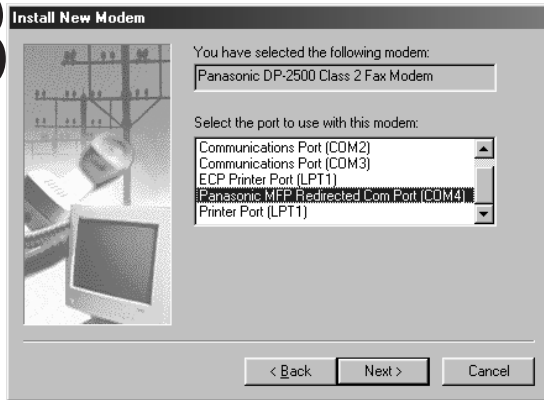 Install New Modem
You have selected the following modem:
Panasonic DP-2500 Class 2 Fax Modem
Select the port to use with this modem:
Communications Port (COM2)
Communications Port (COM3)
ECP Printer Port (LPT1)
Panasonic MFP Redirected Com Port (COM4)
Printer Port (LPT1)
< Back
Next >
Cancel